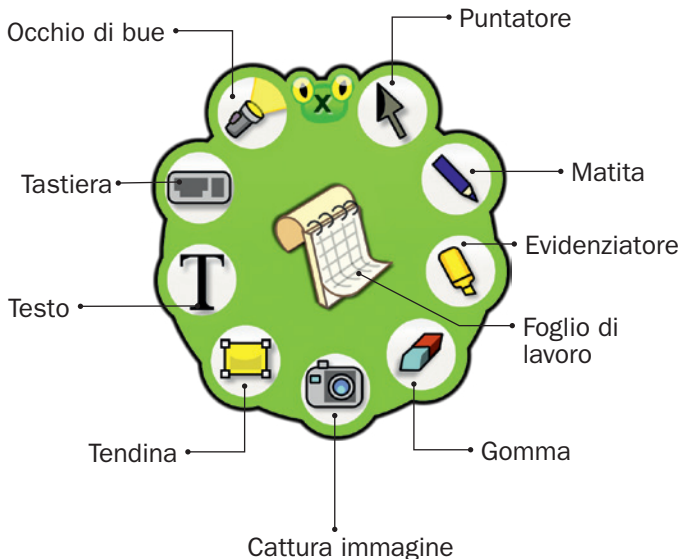 Puntatore
Occhio di bue
X
Matita
Tastiera
Evidenziatore
T
Testo
Foglio di
lavoro
Tendina
Gomma
Cattura immagine